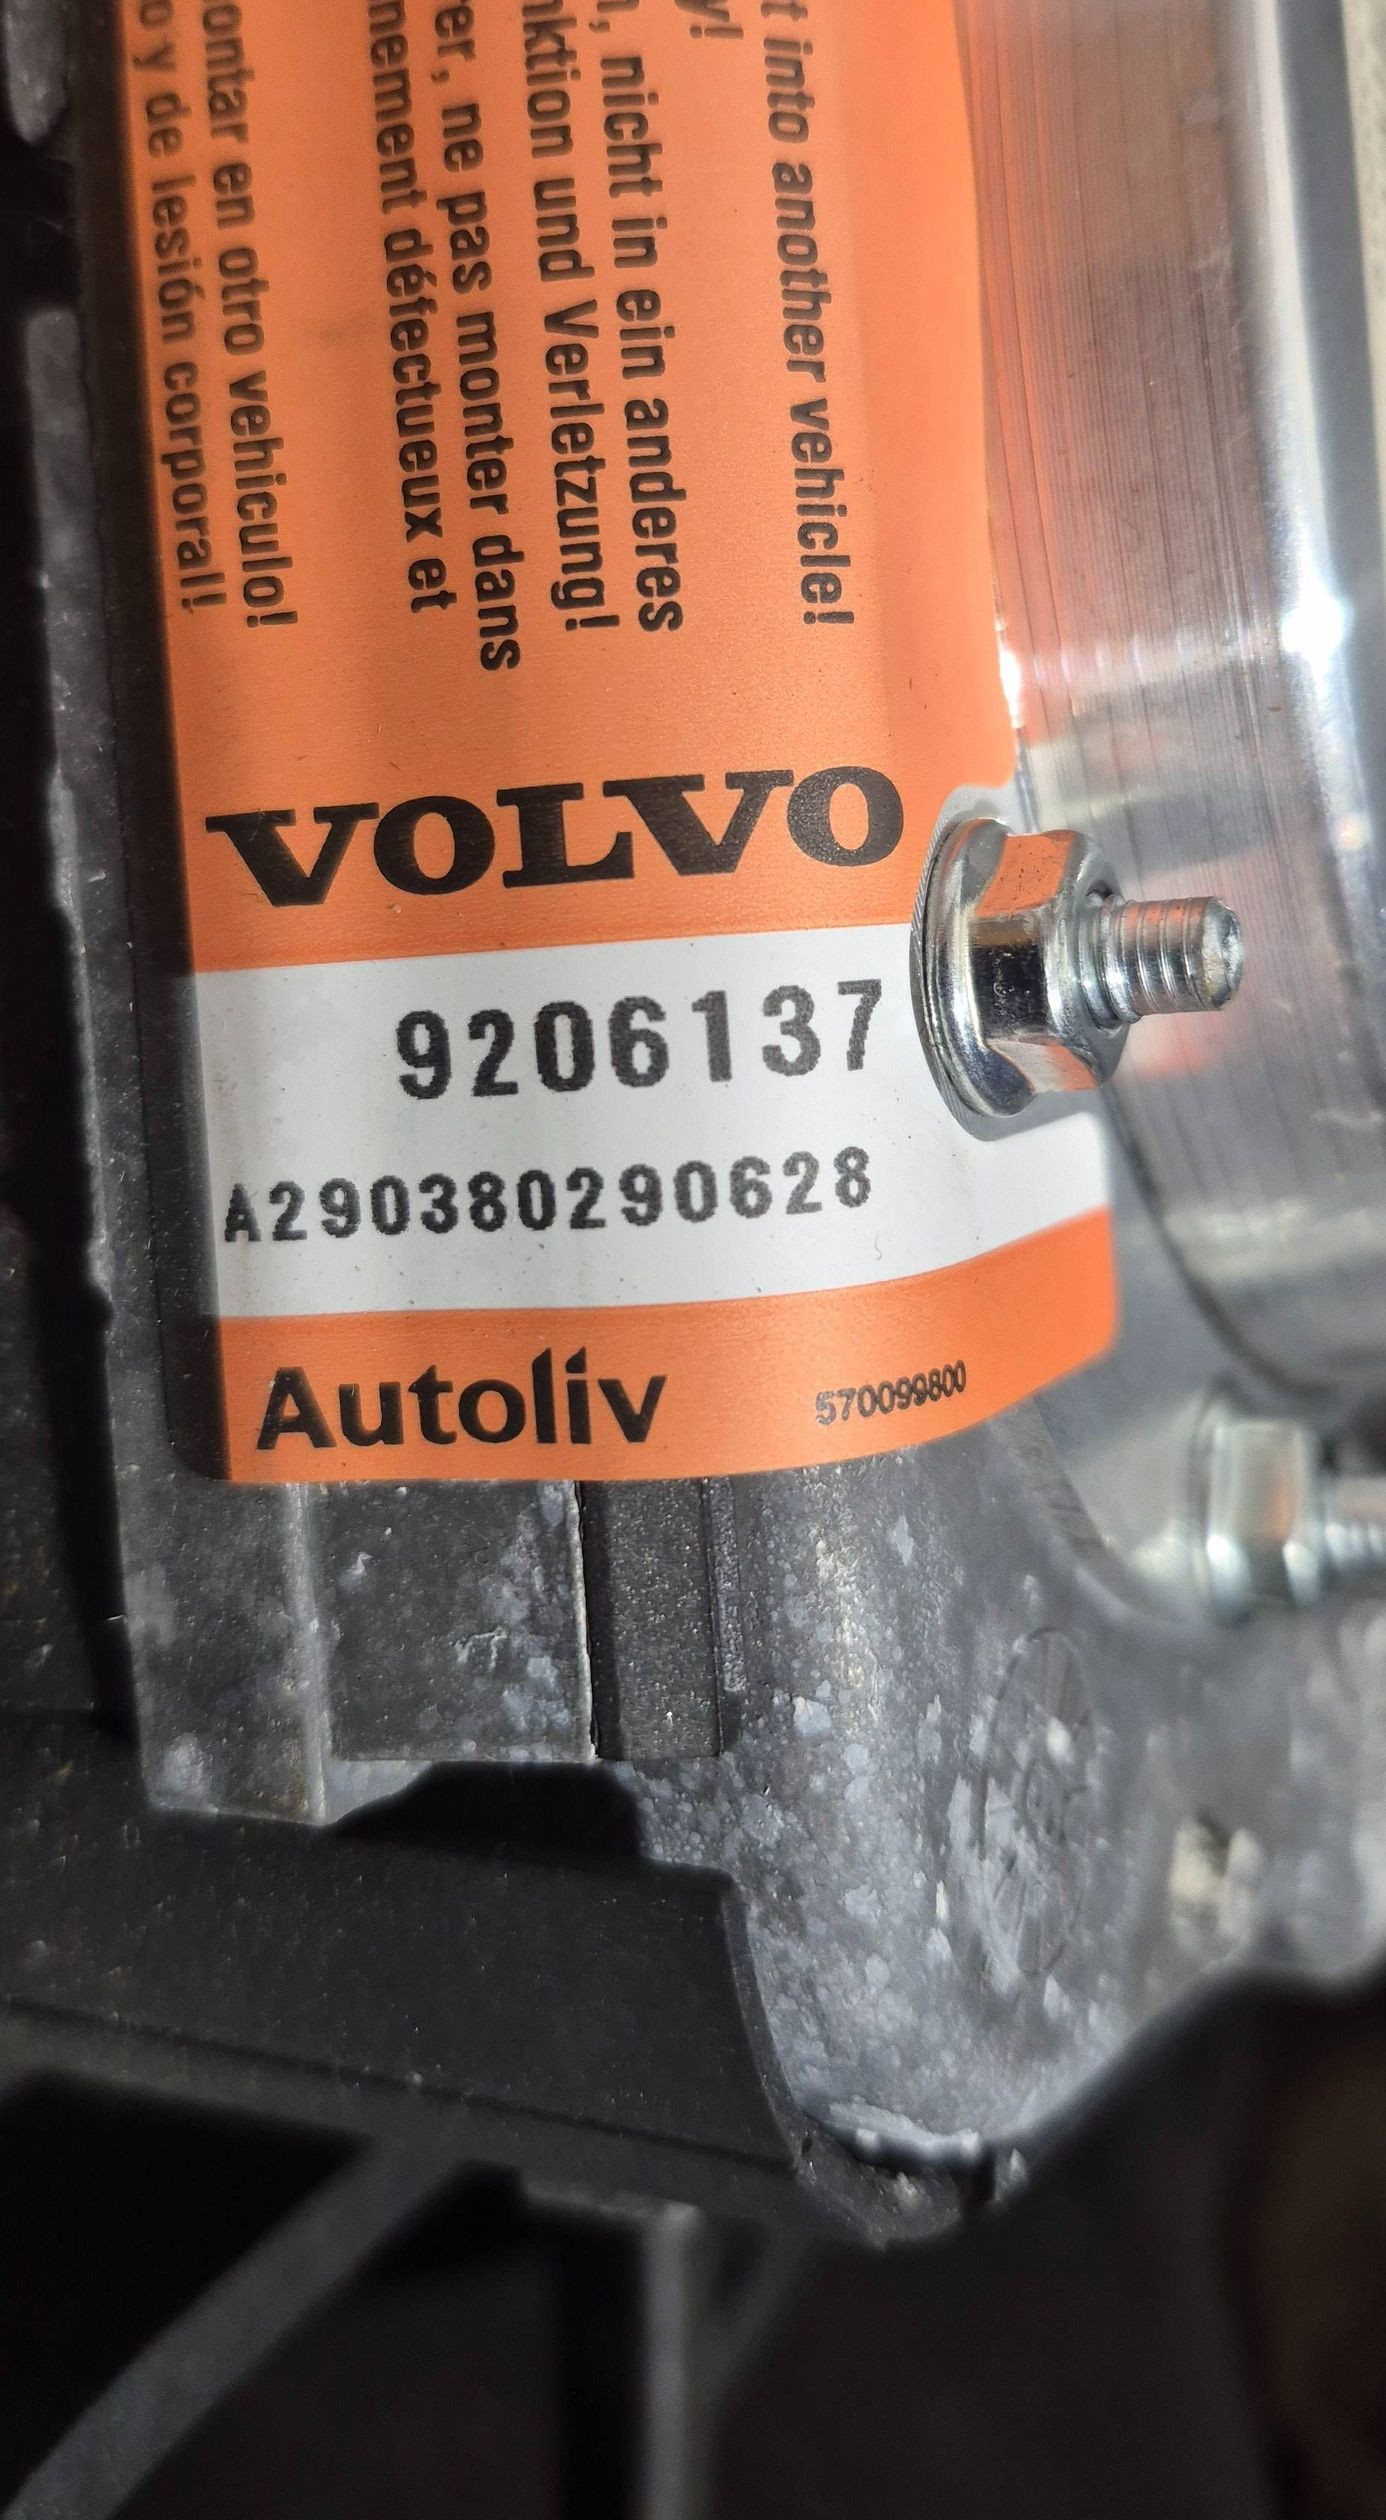 t into another vehicle!
y!
nicht in ein anderes
nktion und Verletzung!
er, ne pas monter dans
nement défectueux et
ontar en otro vehiculo!
o y de lesión corporal!
VOLVO
9206137
A290380290628
Autoliv
570099800